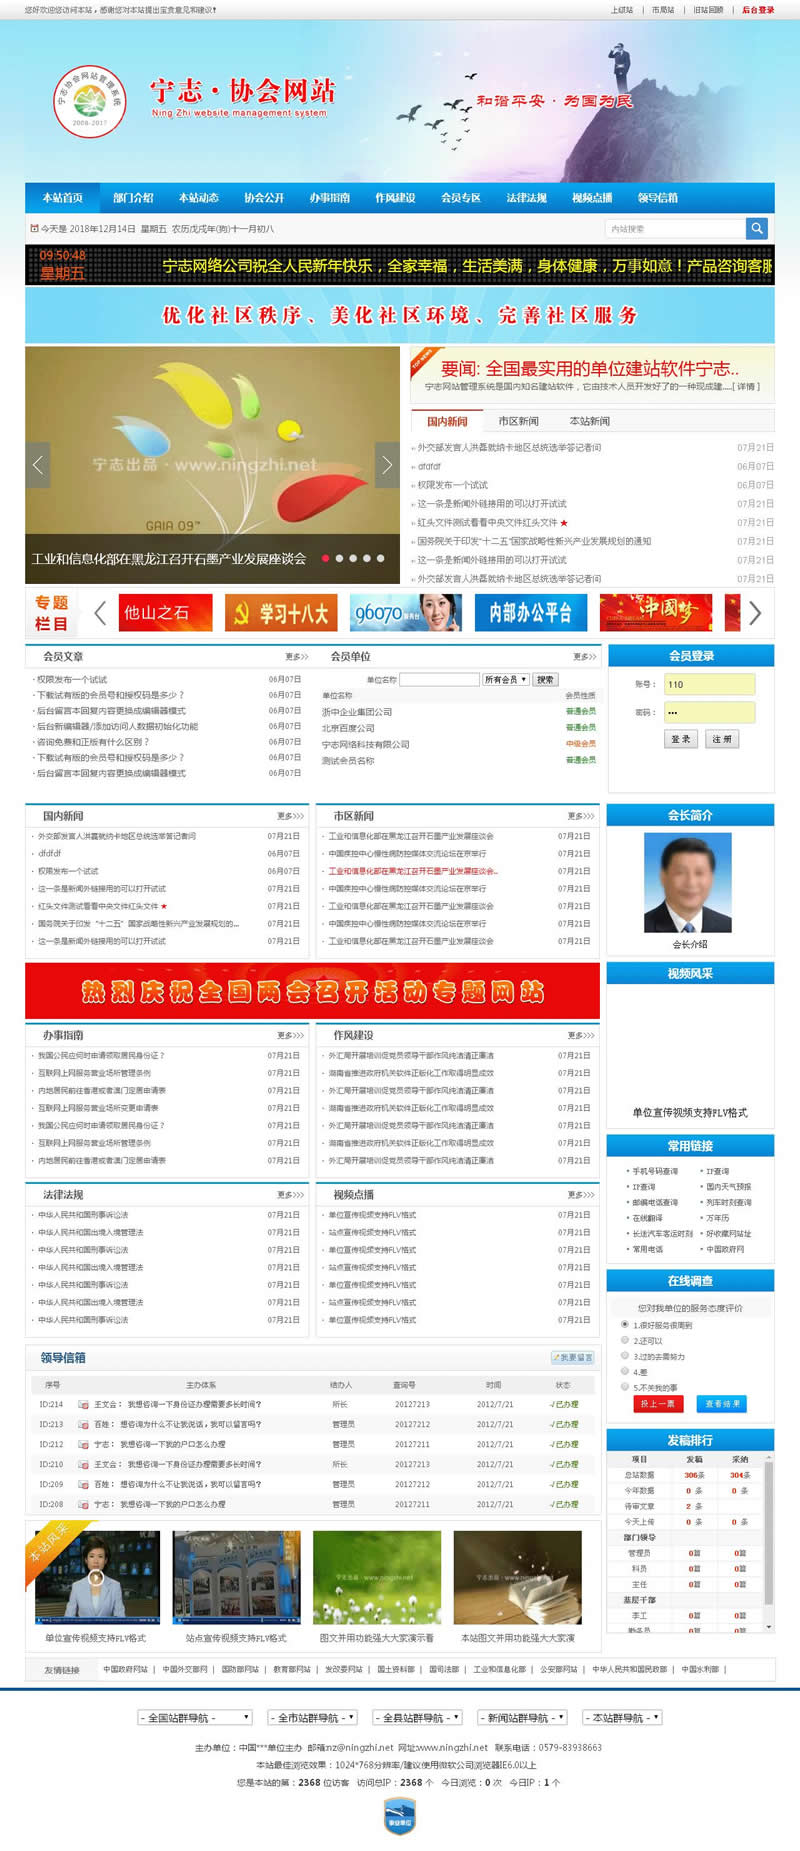 您好欢迎您访问本站，感谢您对本站提出宝贵意见和建议!
上级站 | 市局站 | 旧站回顾 | 后台登录
宁志协会网站管理系统
2008-2017
宁志·协会网站
Ning Zhi website management system
和谐平安·为国为民
本站首页 部门介绍 本站动态 协会公开 办事指南 作风建设 会员专区 法律法规 视频点播 领导信箱
今天是 2018年12月14日 星期五 农历戊戌年(狗)十一月初八
站内搜索
09:50:48
星期五
宁志网络公司祝全人民新年快乐，全家幸福，生活美满，身体健康，万事如意！产品咨询客服
优化社区秩序、美化社区环境、完善社区服务
宁志出品·www.ningzhi.net
GAIA 09™
工业和信息化部在黑龙江召开石墨产业发展座谈会
TOP NEWS
要闻: 全国最实用的单位建站软件宁志..
宁志网站管理系统是国内知名建站软件，它由技术人员开发好了的一种现成建.....[ 详情 ]
国内新闻 市区新闻 本站新闻
外交部发言人洪磊就纳卡地区总统选举答记者问 07月21日
dfdfdf 06月07日
权限发布一个试试 06月07日
这一条是新闻外链接用的可以打开试试 07月21日
红头文件测试看看中央文件红头文件 ★ 07月21日
国务院关于印发"十二五"国家战略性新兴产业发展规划的通知 07月21日
这一条是新闻外链接用的可以打开试试 07月21日
外交部发言人洪磊就纳卡地区总统选举答记者问 07月21日
专题
栏目
他山之石
学习十八大
96070 服务台
内部办公平台
中国梦
会员文章 更多>>
·权限发布一个试试 06月07日
·下载试有版的会员号和授权码是多少？ 06月07日
·后台留言本回复内容更换成编辑器模式 06月07日
·后台新编辑器/添加访问人数据初始化功能 06月07日
·咨询免费和正版有什么区别？ 06月07日
·下载试有版的会员号和授权码是多少？ 06月07日
·后台留言本回复内容更换成编辑器模式 06月07日
会员单位 更多>>
单位名称 所有会员 搜索
单位名称 会员性质
浙中企业集团公司 普通会员
北京百度公司 普通会员
宁志网络科技有限公司 中级会员
测试会员名称 普通会员
会员登录
账号： 110
密码： •••
登 录 注 册
国内新闻 更多>>>
· 外交部发言人洪磊就纳卡地区总统选举答记者问 07月21日
· dfdfdf 06月07日
· 权限发布一个试试 06月07日
· 这一条是新闻外链接用的可以打开试试 07月21日
· 红头文件测试看看中央文件红头文件 ★ 07月21日
· 国务院关于印发 "十二五" 国家战略性新兴产业发展规划的... 07月21日
· 这一条是新闻外链接用的可以打开试试 07月21日
市区新闻 更多>>>
· 工业和信息化部在黑龙江召开石墨产业发展座谈会 07月21日
· 中国疾控中心慢性病防控媒体交流论坛在京举行 07月21日
· 工业和信息化部在黑龙江召开石墨产业发展座谈会.. 07月21日
· 中国疾控中心慢性病防控媒体交流论坛在京举行 07月21日
· 工业和信息化部在黑龙江召开石墨产业发展座谈会 07月21日
· 中国疾控中心慢性病防控媒体交流论坛在京举行 07月21日
· 工业和信息化部在黑龙江召开石墨产业发展座谈会 07月21日
会长简介
会长介绍
热烈庆祝全国两会召开活动专题网站
视频风采
单位宣传视频支持FLV格式
办事指南 更多>>>
· 我国公民应何时申请领取居民身份证？ 07月21日
· 互联网上网服务营业场所管理条例 07月21日
· 内地居民前往香港或者澳门定居申请表 07月21日
· 互联网上网服务营业场所变更申请表 07月21日
· 我国公民应何时申请领取居民身份证？ 07月21日
· 互联网上网服务营业场所管理条例 07月21日
· 内地居民前往香港或者澳门定居申请表 07月21日
作风建设 更多>>>
· 外汇局开展培训促党员领导干部作风纯洁清正廉洁 07月21日
· 湖南省推进政府机关软件正版化工作取得明显成效 07月21日
· 外汇局开展培训促党员领导干部作风纯洁清正廉洁 07月21日
· 湖南省推进政府机关软件正版化工作取得明显成效 07月21日
· 外汇局开展培训促党员领导干部作风纯洁清正廉洁 07月21日
· 湖南省推进政府机关软件正版化工作取得明显成效 07月21日
· 外汇局开展培训促党员领导干部作风纯洁清正廉洁 07月21日
常用链接
手机号码查询 IP查询
IP查询 国内天气预报
邮编电话查询 列车时刻查询
在线翻译 万年历
长途汽车客运时刻 好收藏网站址
常用电话 中国政府网
法律法规 更多>>>
· 中华人民共和国刑事诉讼法 07月21日
· 中华人民共和国出境入境管理法 07月21日
· 中华人民共和国刑事诉讼法 07月21日
· 中华人民共和国出境入境管理法 07月21日
· 中华人民共和国刑事诉讼法 07月21日
· 中华人民共和国出境入境管理法 07月21日
· 中华人民共和国刑事诉讼法 07月21日
视频点播 更多>>>
· 单位宣传视频支持FLV格式 07月21日
· 站点宣传视频支持FLV格式 07月21日
· 单位宣传视频支持FLV格式 07月21日
· 站点宣传视频支持FLV格式 07月21日
· 单位宣传视频支持FLV格式 07月21日
· 站点宣传视频支持FLV格式 07月21日
· 单位宣传视频支持FLV格式 07月21日
在线调查
您对我单位的服务态度评价
1.很好服务很周到
2.还可以
3.过的去需努力
4.差
5.不关我的事
投上一票 查看结果
领导信箱 我要留言
序号 主办体系 结办人 查询号 时间 状态
ID:214 王文会： 我想咨询一下身份证办理需要多长时间? 所长 20127213 2012/7/21 √已办理
ID:213 百姓： 想咨询为什么不让我说话，我可以留言吗? 管理员 20127212 2012/7/21 √已办理
ID:212 宁志： 我想咨询一下我的户口怎么办理 管理员 20127211 2012/7/21 √已办理
ID:210 王文会： 我想咨询一下身份证办理需要多长时间? 所长 20127213 2012/7/21 √已办理
ID:209 百姓： 想咨询为什么不让我说话，我可以留言吗? 管理员 20127212 2012/7/21 √已办理
ID:208 宁志： 我想咨询一下我的户口怎么办理 管理员 20127211 2012/7/21 √已办理
发稿排行
项目 发稿 采纳
总站数据 306条 304条
今年数据 0 条 0 条
待审文章 2 条
今天上传 0 条 0 条
部门领导
管理员 0篇 0篇
科员 0篇 0篇
主任 0篇 0篇
基层干部
李工 0篇 0篇
勤务员 0篇 0篇
本站风采
宁志出品·www.ningzhi.net
宁志出品·www.ningzhi.net
单位宣传视频支持FLV格式 站点宣传视频支持FLV格式 图文并用功能强大大家演示看 本站图文并用功能强大大家演
友情链接 中国政府网站 | 中国外交部网 | 国防部网站 | 教育部网站 | 发改委网站 | 国土资料部 | 国司法部 | 工业和信息化部 | 公安部网站 | 中华人民共和国民政部 | 中国水利部 |
- 全国站群导航 - - 全市站群导航 - - 全县站群导航 - - 新闻站群导航 - - 本站群导航 -
主办单位：中国***单位主办 邮箱:nz@ningzhi.net 网址:www.ningzhi.net 联系电话：0579-83938663
本站最佳浏览效果：1024*768分辨率/建议使用微软公司浏览器IE6.0以上
您是本站的第：2368 位访客 访问总IP：2368 个 今日浏览：0 次 今日IP：1 个
事业单位